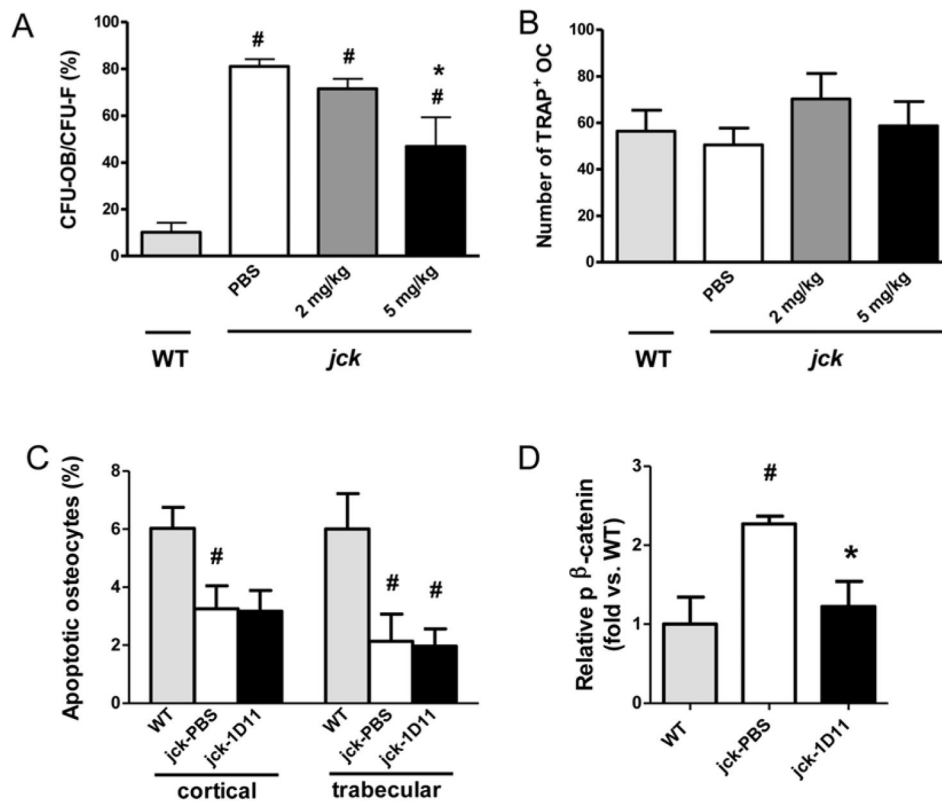 A
CFU-OB/CFU-F (%)
100
80
60
40
20
0
#
#
*
#
PBS
2 mg/kg
5 mg/kg
WT
jck
B
Number of TRAP+ OC
100
80
60
40
20
0
PBS
2 mg/kg
5 mg/kg
WT
jck
C
Apoptotic osteocytes (%)
8
6
4
2
0
#
#
#
WT
jck-PBS
jck-1D11
WT
jck-PBS
jck-1D11
cortical
trabecular
D
Relative p β-catenin
(fold vs. WT)
3
2
1
0
#
*
WT
jck-PBS
jck-1D11